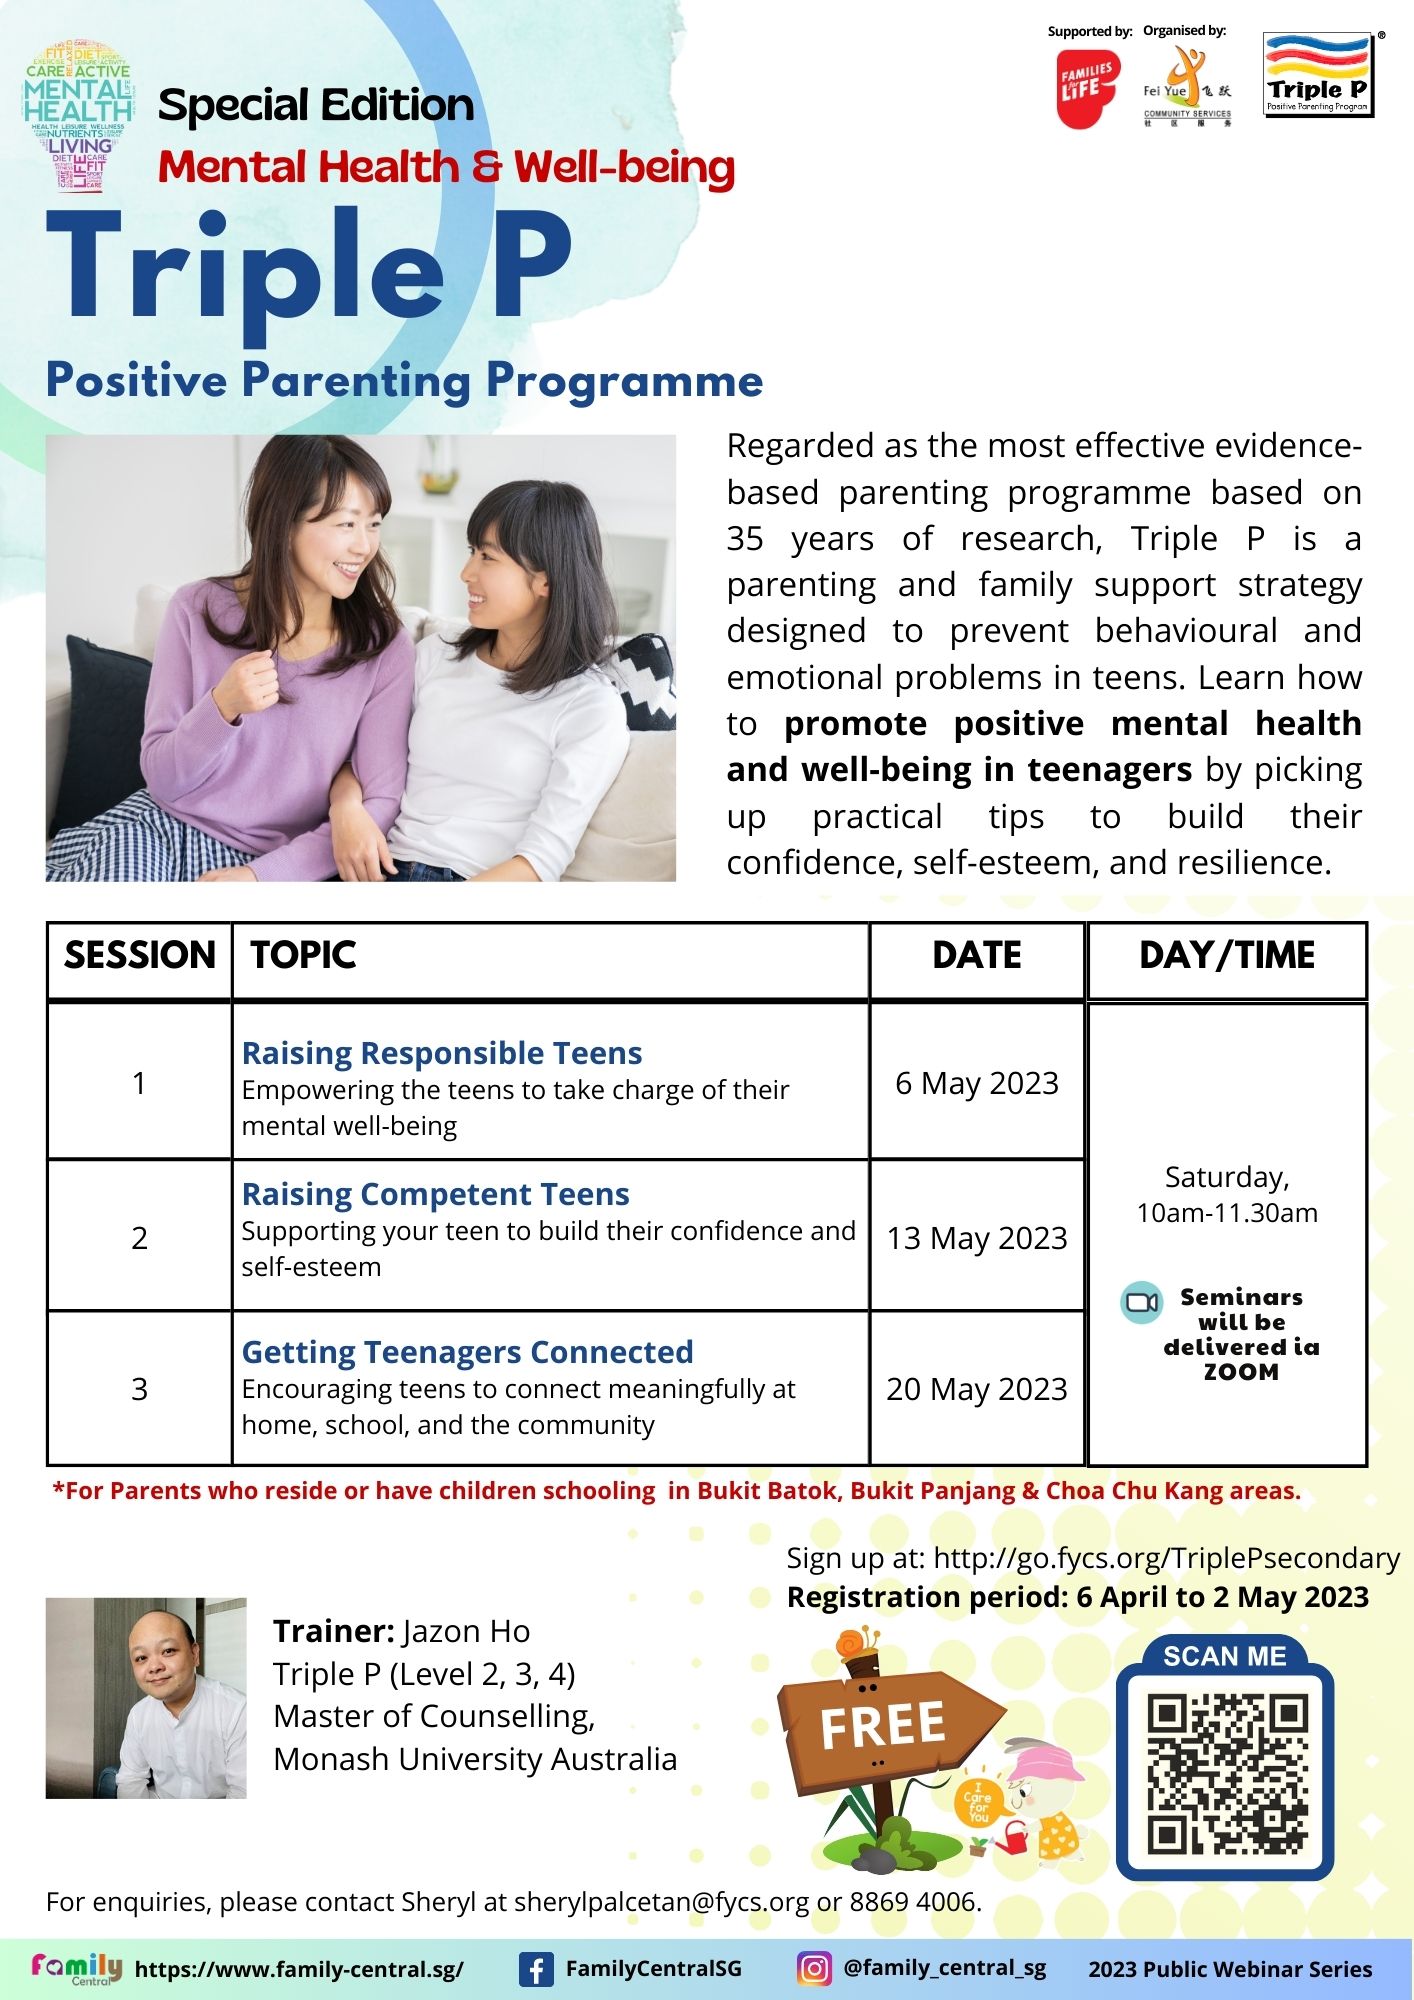 Supported by: Organised by:
FAMILIES for LiFE
Fei Yue 飞跃
COMMUNITY SERVICES
社 区 服 务
Triple P ®
Positive Parenting Program
FIT DIET
CARE RELAXED ACTIVE
MENTAL LIFE
HEALTH
HEALTH LEISURE WELLNESS
NUTRIENTS
LIVING
DIET CARE
LIFE FIT
SPORT
CARE
Special Edition
Mental Health & Well-being
Triple P
Positive Parenting Programme
Regarded as the most effective evidence-
based parenting programme based on
35 years of research, Triple P is a
parenting and family support strategy
designed to prevent behavioural and
emotional problems in teens. Learn how
to promote positive mental health
and well-being in teenagers by picking
up practical tips to build their
confidence, self-esteem, and resilience.
SESSION TOPIC DATE DAY/TIME
Raising Responsible Teens
1 Empowering the teens to take charge of their 6 May 2023
mental well-being
Raising Competent Teens
Supporting your teen to build their confidence and
2 self-esteem 13 May 2023
Getting Teenagers Connected
3 Encouraging teens to connect meaningfully at 20 May 2023
home, school, and the community
Saturday,
10am-11.30am
Seminars
will be
delivered ia
ZOOM
*For Parents who reside or have children schooling in Bukit Batok, Bukit Panjang & Choa Chu Kang areas.
Sign up at: http://go.fycs.org/TriplePsecondary
Registration period: 6 April to 2 May 2023
Trainer: Jazon Ho
Triple P (Level 2, 3, 4)
Master of Counselling,
Monash University Australia
FREE
I
Care
for
You
SCAN ME
For enquiries, please contact Sheryl at sherylpalcetan@fycs.org or 8869 4006.
Family
Central
https://www.family-central.sg/ FamilyCentralSG @family_central_sg 2023 Public Webinar Series